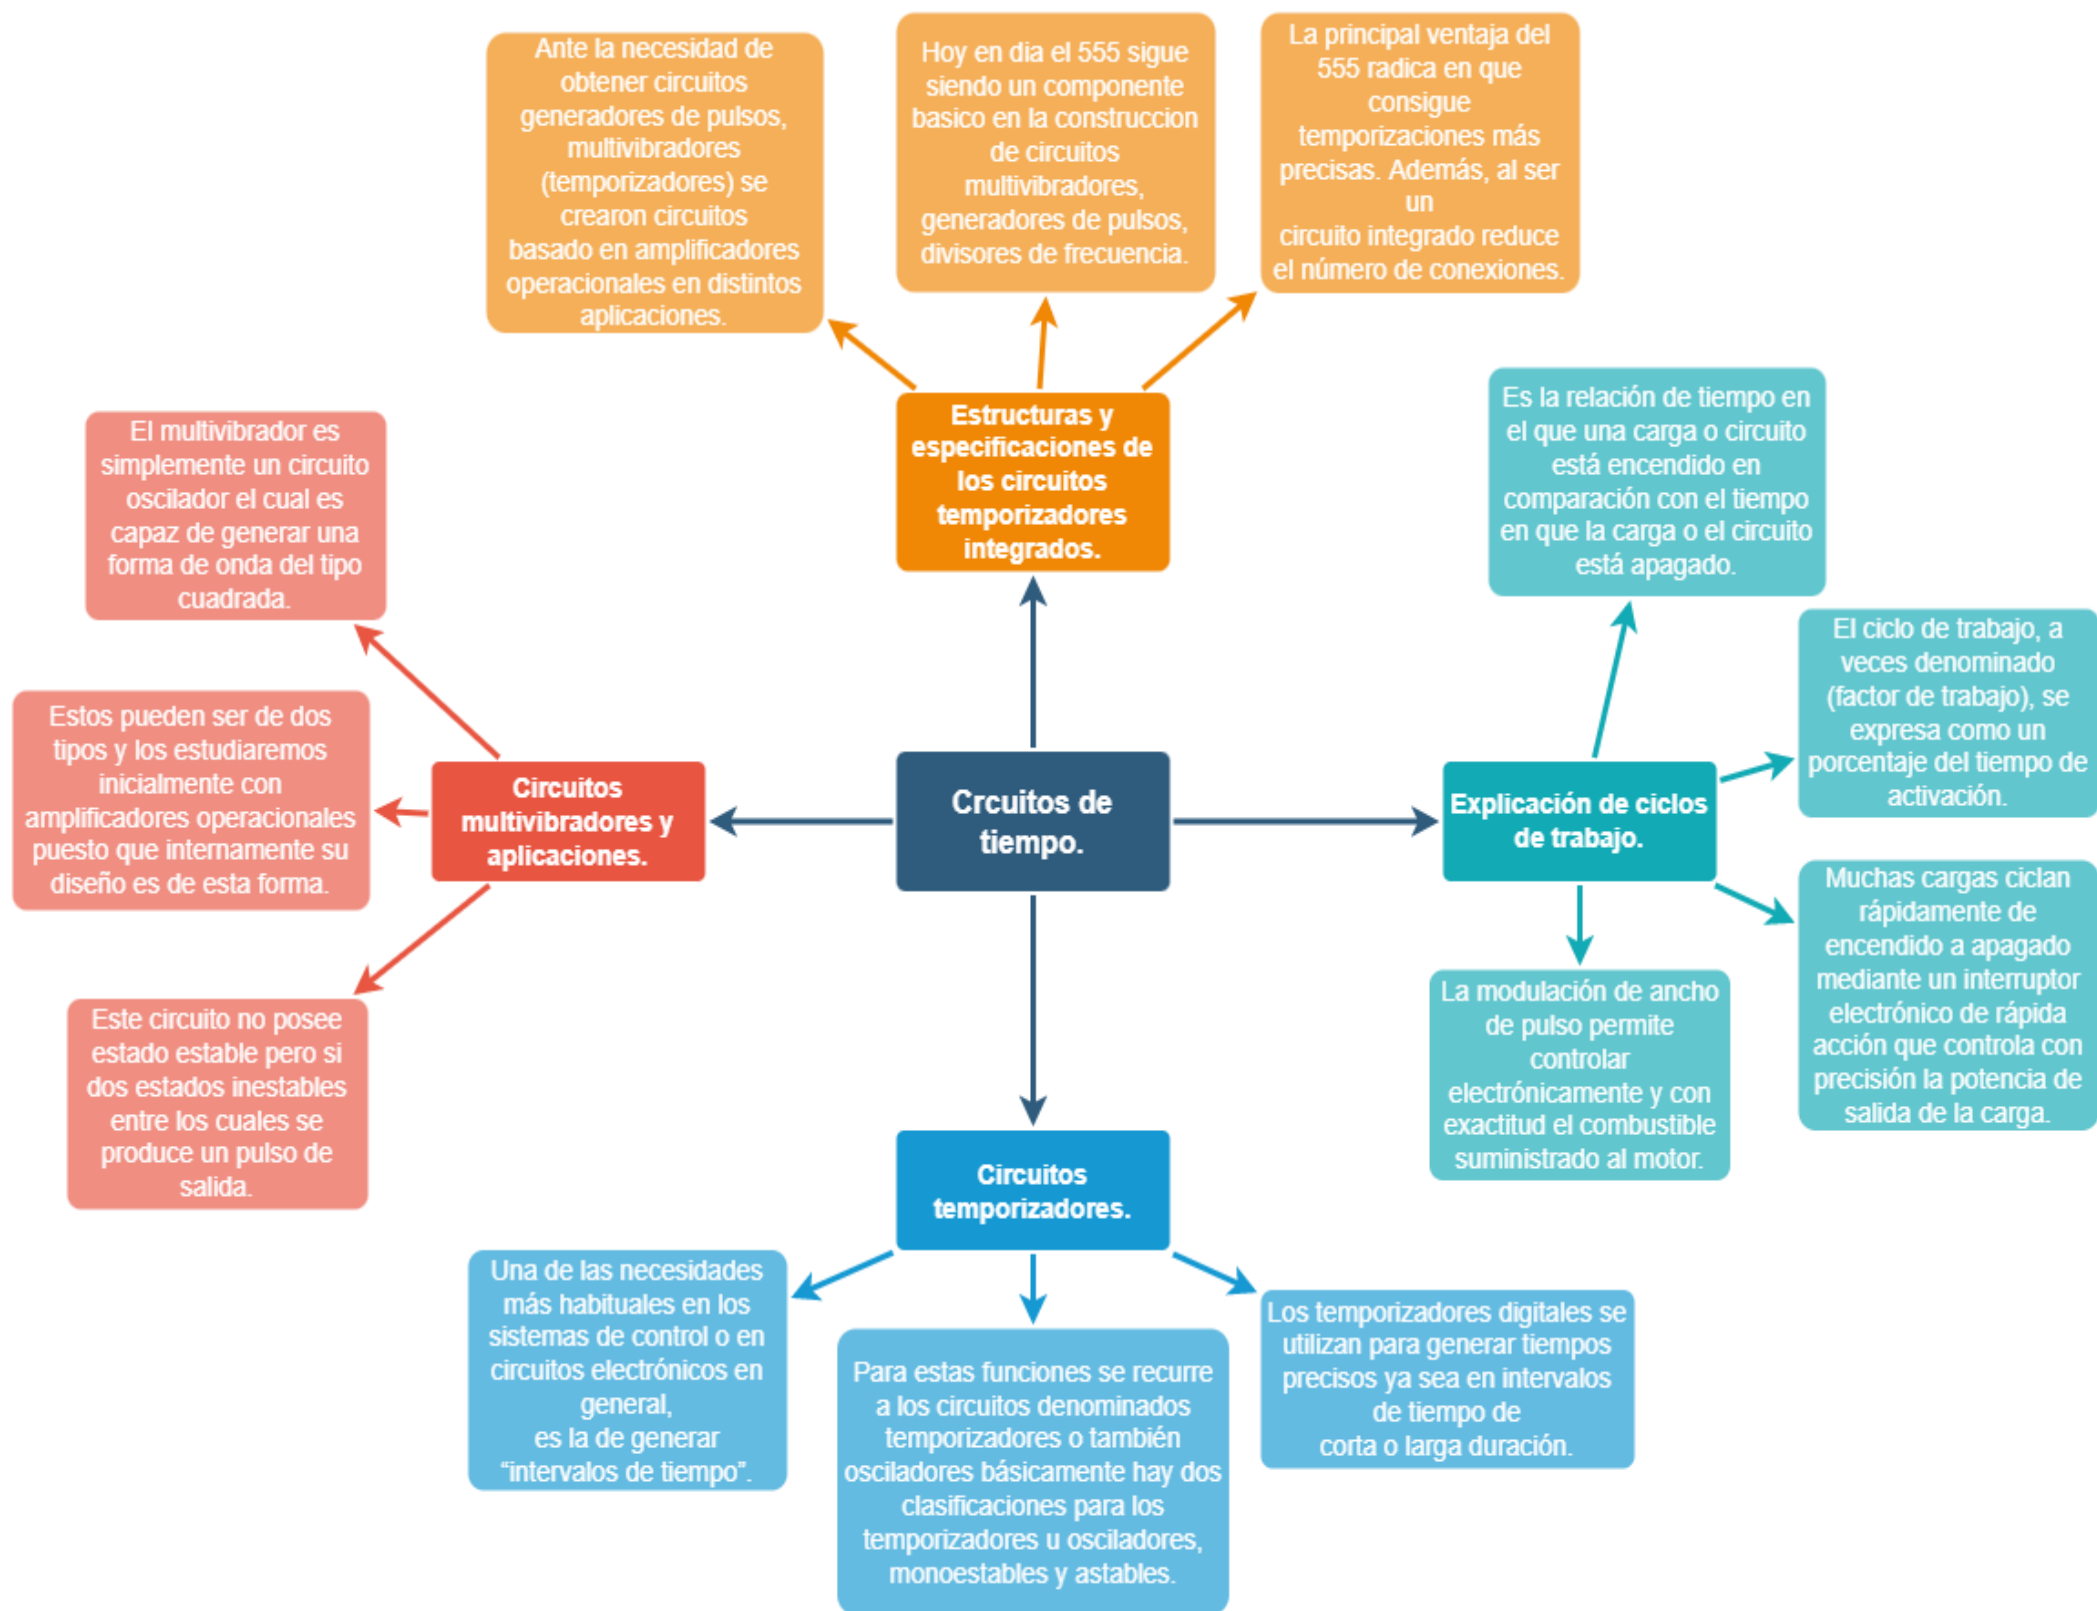 Ante la necesidad de
obtener circuitos
generadores de pulsos,
multivibradores
(temporizadores) se
crearon circuitos
basado en amplificadores
operacionales en distintos
aplicaciones.
Hoy en dia el 555 sigue
siendo un componente
basico en la construccion
de circuitos
multivibradores,
generadores de pulsos,
divisores de frecuencia.
La principal ventaja del
555 radica en que
consigue
temporizaciones más
precisas. Además, al ser
un
circuito integrado reduce
el número de conexiones.
Estructuras y
especificaciones de
los circuitos
temporizadores
integrados.
El multivibrador es
simplemente un circuito
oscilador el cual es
capaz de generar una
forma de onda del tipo
cuadrada.
Estos pueden ser de dos
tipos y los estudiaremos
inicialmente con
amplificadores operacionales
puesto que internamente su
diseño es de esta forma.
Este circuito no posee
estado estable pero si
dos estados inestables
entre los cuales se
produce un pulso de
salida.
Circuitos
multivibradores y
aplicaciones.
Crcuitos de
tiempo.
Explicación de ciclos
de trabajo.
Es la relación de tiempo en
el que una carga o circuito
está encendido en
comparación con el tiempo
en que la carga o el circuito
está apagado.
El ciclo de trabajo, a
veces denominado
(factor de trabajo), se
expresa como un
porcentaje del tiempo de
activación.
Muchas cargas ciclan
rápidamente de
encendido a apagado
mediante un interruptor
electrónico de rápida
acción que controla con
precisión la potencia de
salida de la carga.
La modulación de ancho
de pulso permite
controlar
electrónicamente y con
exactitud el combustible
suministrado al motor.
Circuitos
temporizadores.
Una de las necesidades
más habituales en los
sistemas de control o en
circuitos electrónicos en
general,
es la de generar
“intervalos de tiempo”.
Para estas funciones se recurre
a los circuitos denominados
temporizadores o también
osciladores básicamente hay dos
clasificaciones para los
temporizadores u osciladores,
monoestables y astables.
Los temporizadores digitales se
utilizan para generar tiempos
precisos ya sea en intervalos
de tiempo de
corta o larga duración.